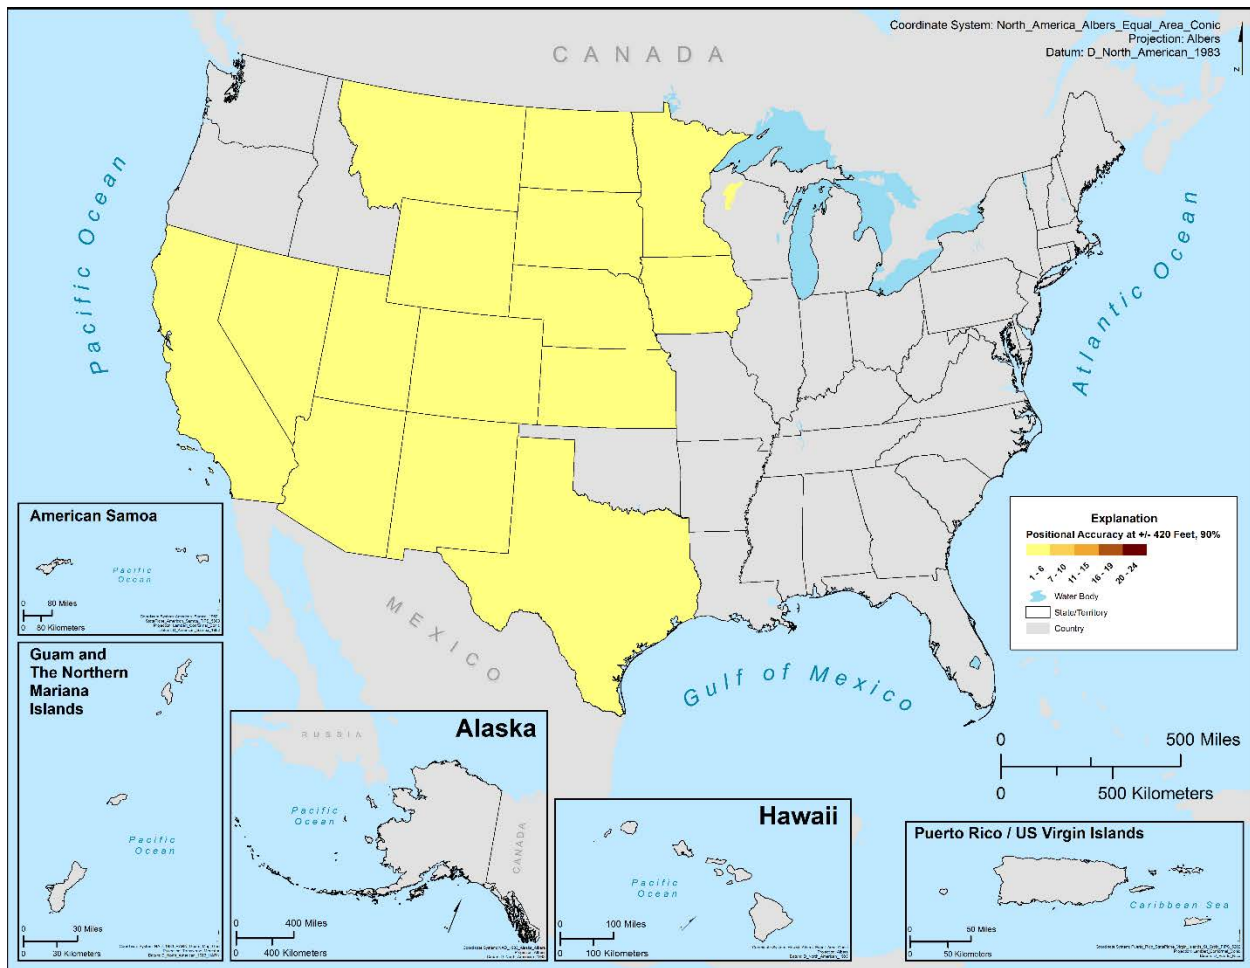 Coordinate System: North_America_Albers_Equal_Area_Conic
Projection: Albers
Datum: D_North_American_1983
N
CANADA
Pacific Ocean
Atlantic Ocean
MEXICO
Gulf of Mexico
Explanation
Positional Accuracy at +/- 420 Feet, 90%
1 - 6
7 - 10
11 - 15
16 - 19
20 - 24
Water Body
State/Territory
Country
0 500 Miles
0 500 Kilometers
American Samoa
Pacific
Ocean
0 80 Miles
0 80 Kilometers
Guam and
The Northern
Mariana
Islands
Pacific
Ocean
0 30 Miles
0 30 Kilometers
Alaska
RUSSIA
Pacific
Ocean
CANADA
0 400 Miles
0 400 Kilometers
Hawaii
Pacific
Ocean
0 100 Miles
0 100 Kilometers
Puerto Rico / US Virgin Islands
Caribbean Sea
0 50 Miles
0 50 Kilometers